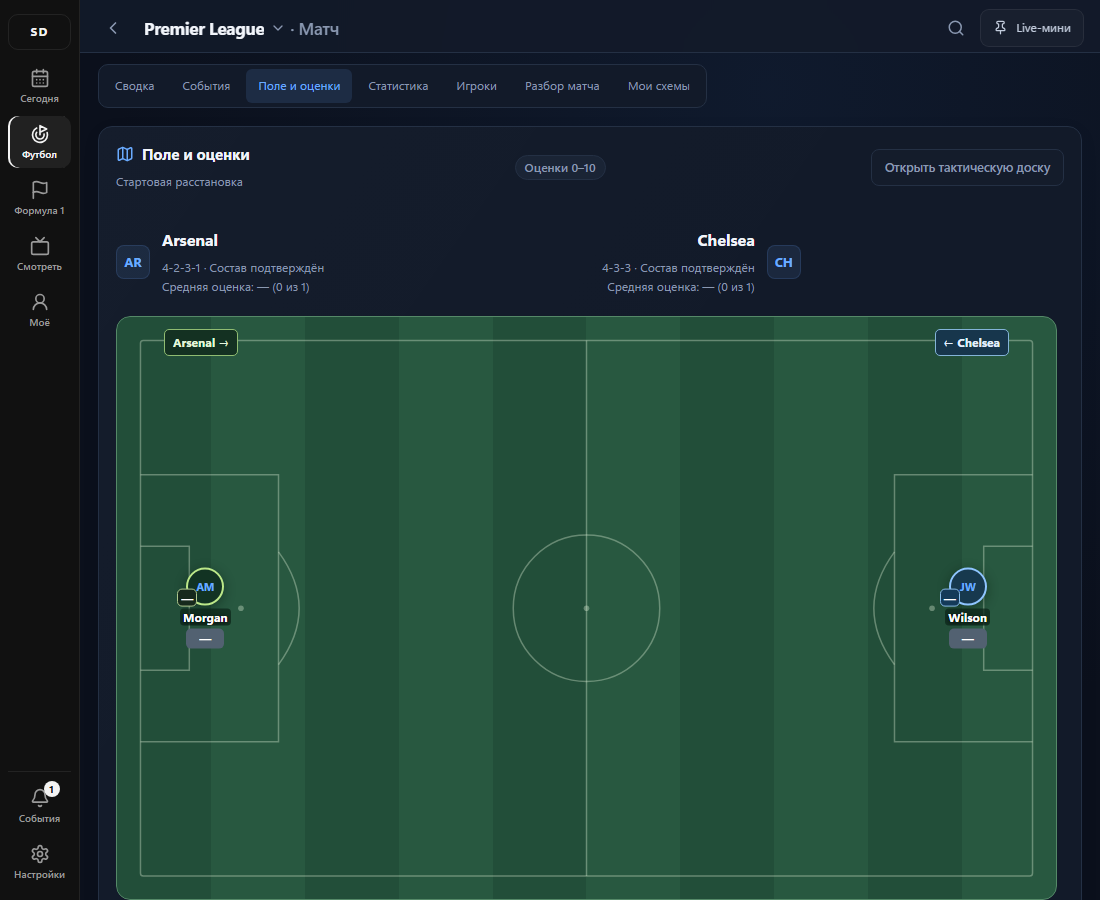 SD
Сегодня
Футбол
Формула 1
Смотреть
Моё
1
События
Настройки
Premier League · Матч
Live-мини
Сводка
События
Поле и оценки
Статистика
Игроки
Разбор матча
Мои схемы
Поле и оценки
Стартовая расстановка
Оценки 0–10
Открыть тактическую доску
AR
Arsenal
4-2-3-1 · Состав подтверждён
Средняя оценка: — (0 из 1)
Chelsea
4-3-3 · Состав подтверждён
Средняя оценка: — (0 из 1)
CH
Arsenal →
← Chelsea
AM
—
Morgan
—
JW
—
Wilson
—